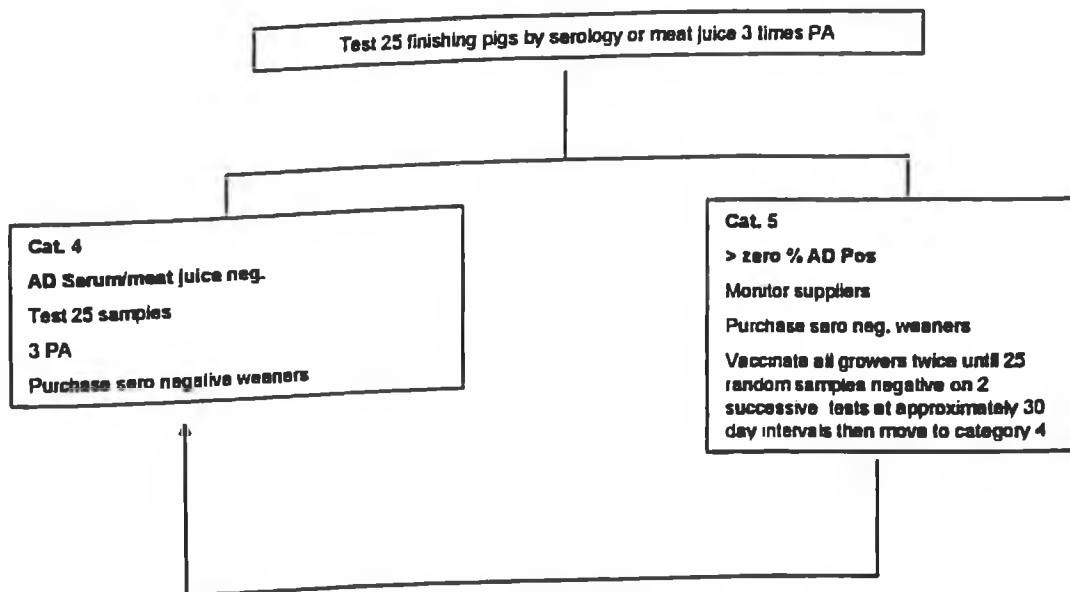 Test 25 finishing pigs by serology or meat juice 3 times PA
Cat. 4
AD Serum/meat juice neg.
Test 25 samples
3 PA
Purchase sero negative weaners
Cat. 5
> zero % AD Pos
Monitor suppliers
Purchase sero neg. weaners
Vaccinate all growers twice until 25
random samples negative on 2
successive tests at approximately 30
day intervals then move to category 4